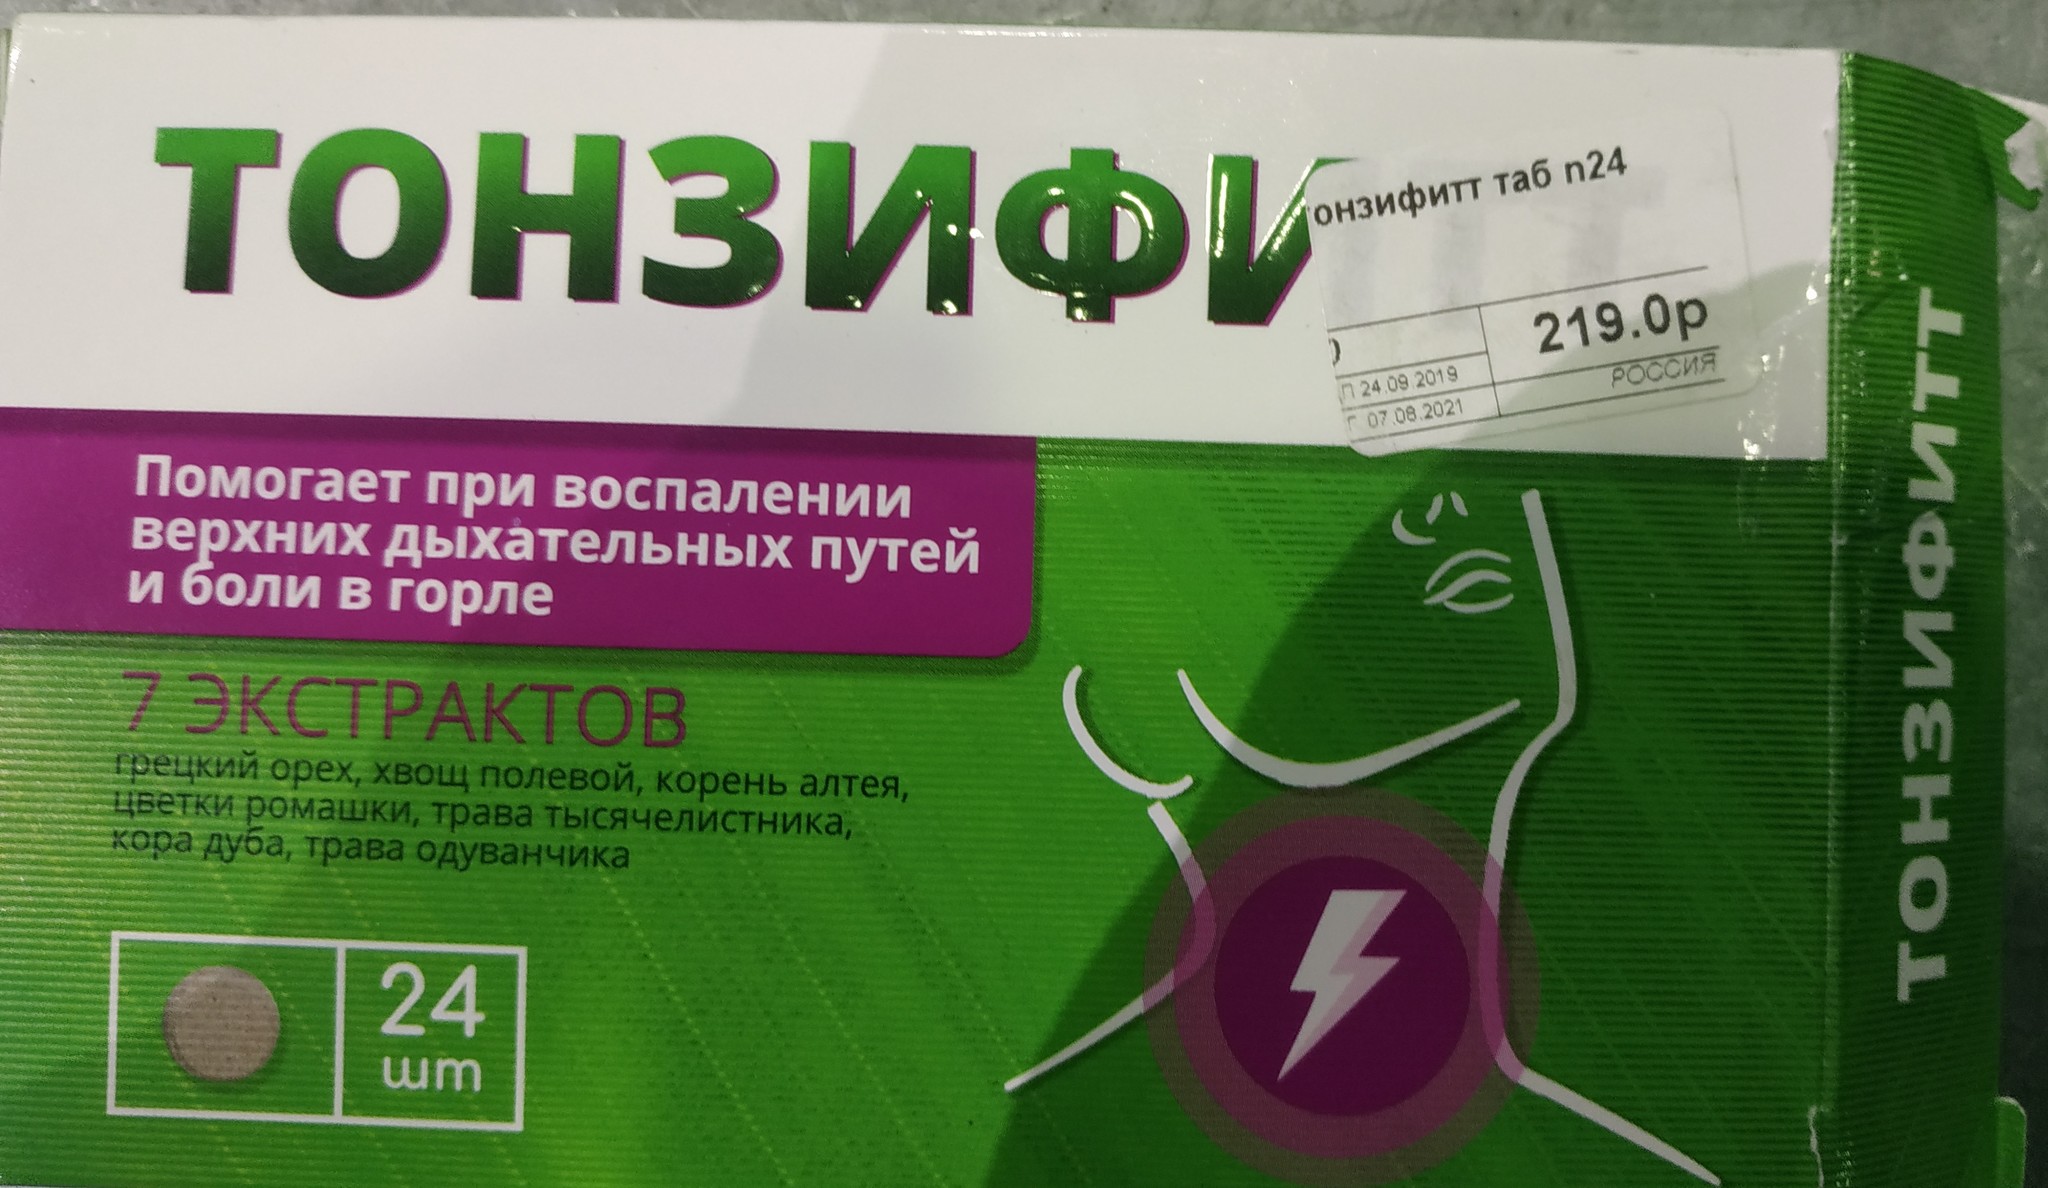 ТОНЗИФИ
онзифитт таб n24
219.0р
24.09.2019
РОССИЯ
07.08.2021
Помогает при воспалении
верхних дыхательных путей
и боли в горле
7 ЭКСТРАКТОВ
грецкий орех, хвощ полевой, корень алтея,
цветки ромашки, трава тысячелистника,
кора дуба, трава одуванчика
24
шт
ТОНЗИФИТТ